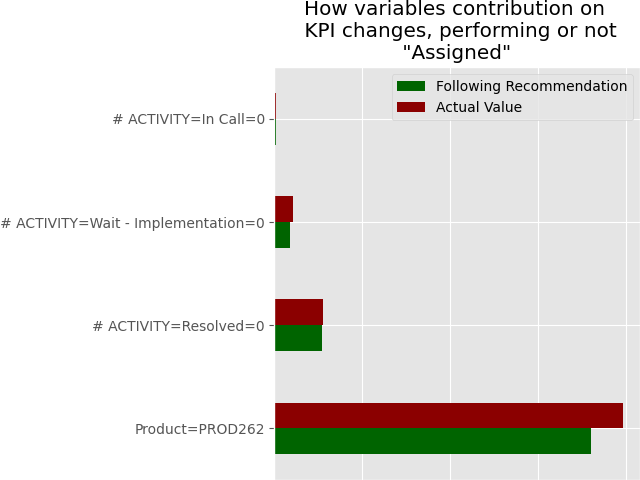 How variables contribution on
KPI changes, performing or not
"Assigned"
Following Recommendation
Actual Value
# ACTIVITY=In Call=0
# ACTIVITY=Wait - Implementation=0
# ACTIVITY=Resolved=0
Product=PROD262